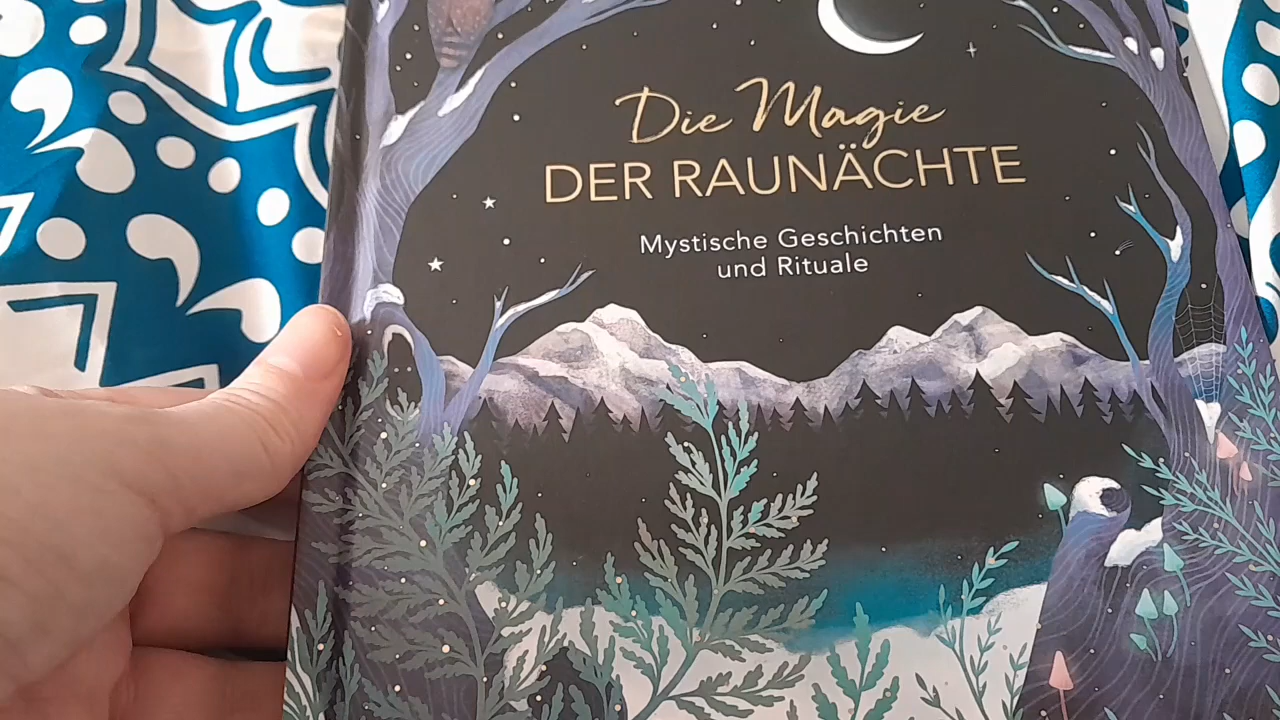 Die Magie
DER RAUNÄCHTE
Mystische Geschichten
und Rituale